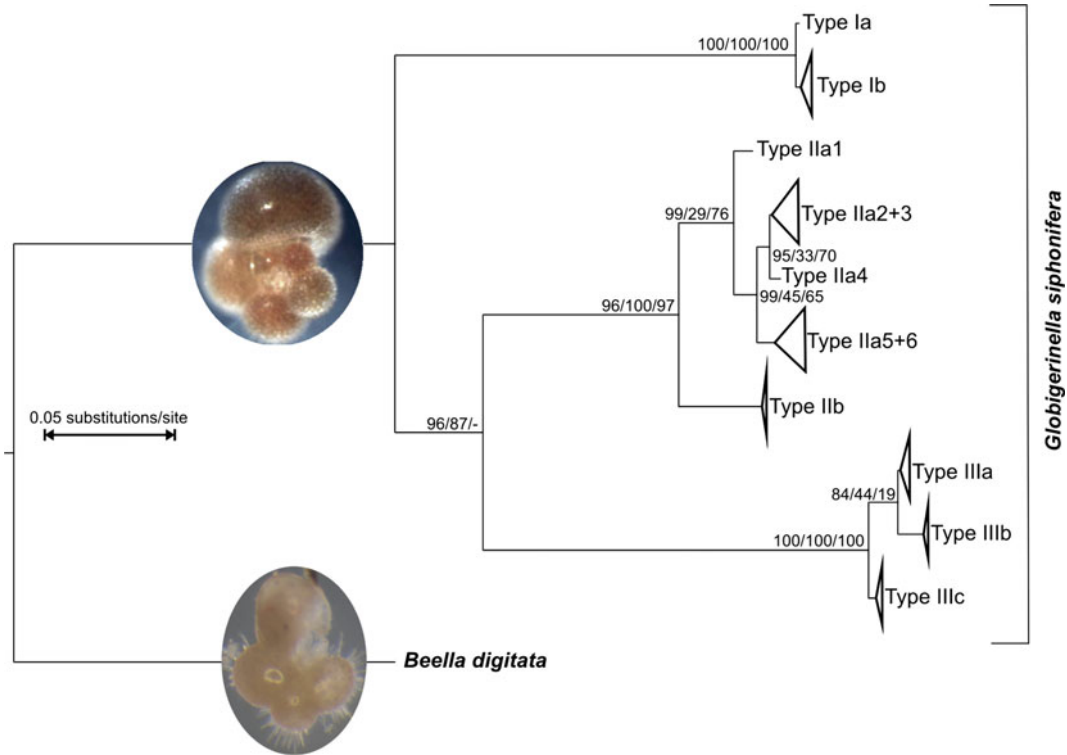 Type Ia
100/100/100
Type Ib
Type IIa1
Type IIa2+3
99/29/76
95/33/70
Type IIa4
99/45/65
96/100/97
Type IIa5+6
Type IIb
0.05 substitutions/site
96/87/-
Type IIIa
84/44/19
Type IIIb
100/100/100
Type IIIc
Globigerinella siphonifera
Beella digitata